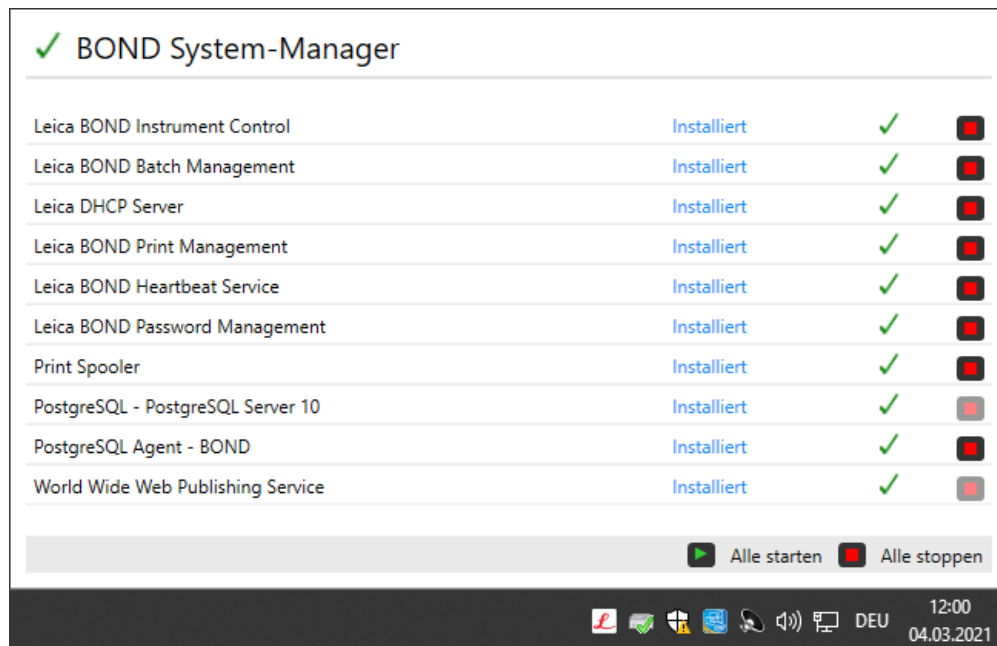 BOND System-Manager
Leica BOND Instrument Control Installiert
Leica BOND Batch Management Installiert
Leica DHCP Server Installiert
Leica BOND Print Management Installiert
Leica BOND Heartbeat Service Installiert
Leica BOND Password Management Installiert
Print Spooler Installiert
PostgreSQL - PostgreSQL Server 10 Installiert
PostgreSQL Agent - BOND Installiert
World Wide Web Publishing Service Installiert
Alle starten Alle stoppen
DEU 12:00
04.03.2021